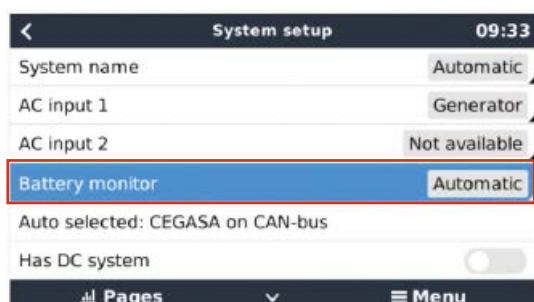 System setup 09:33
System name Automatic
AC input 1 Generator
AC input 2 Not available
Battery monitor Automatic
Auto selected: CEGASA on CAN-bus
Has DC system
Pages Menu